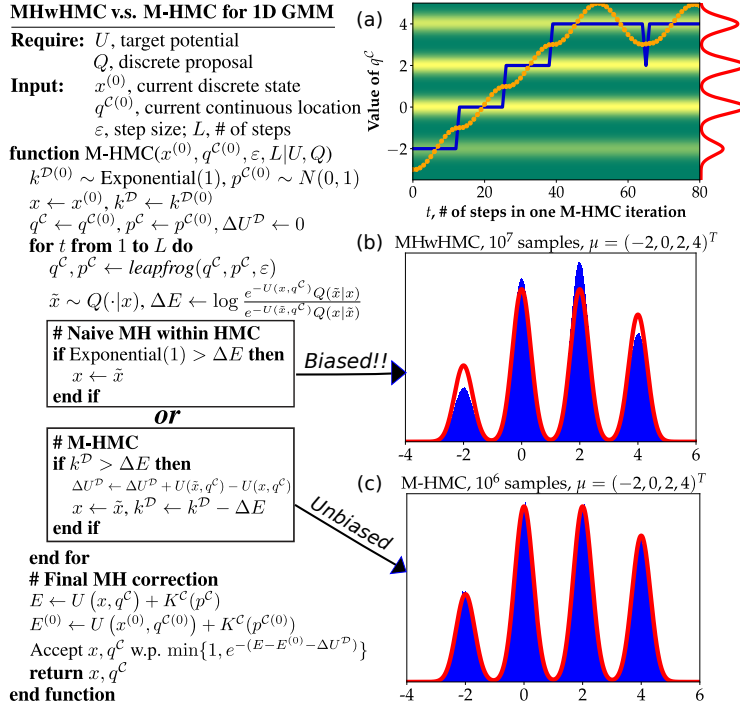 MHwHMC v.s. M-HMC for 1D GMM
Require: U, target potential
Q, discrete proposal
Input: x^(0), current discrete state
q^C(0), current continuous location
ε, step size; L, # of steps
function M-HMC(x^(0), q^C(0), ε, L|U, Q)
k^D(0) ∼ Exponential(1), p^C(0) ∼ N(0, 1)
x ← x^(0), k^D ← k^D(0)
q^C ← q^C(0), p^C ← p^C(0), ΔU^D ← 0
for t from 1 to L do
q^C, p^C ← leapfrog(q^C, p^C, ε)
x̃ ∼ Q(·|x), ΔE ← log e^{-U(x,q^C)}Q(x̃|x) / e^{-U(x̃,q^C)}Q(x|x̃)
# Naive MH within HMC
if Exponential(1) > ΔE then
x ← x̃
end if
or
# M-HMC
if k^D > ΔE then
ΔU^D ← ΔU^D + U(x̃, q^C) − U(x, q^C)
x ← x̃, k^D ← k^D − ΔE
end if
end for
# Final MH correction
E ← U (x, q^C) + K^C(p^C)
E^(0) ← U (x^(0), q^C(0)) + K^C(p^C(0))
Accept x, q^C w.p. min{1, e^{-(E-E^(0)-ΔU^D)}}
return x, q^C
end function
Biased!!
Unbiased
(a)
Value of q^C
4
2
0
−2
0 20 40 60 80
t, # of steps in one M-HMC iteration
(b)
MHwHMC, 10^7 samples, μ = (−2, 0, 2, 4)^T
-4 -2 0 2 4 6
(c)
M-HMC, 10^6 samples, μ = (−2, 0, 2, 4)^T
-4 -2 0 2 4 6